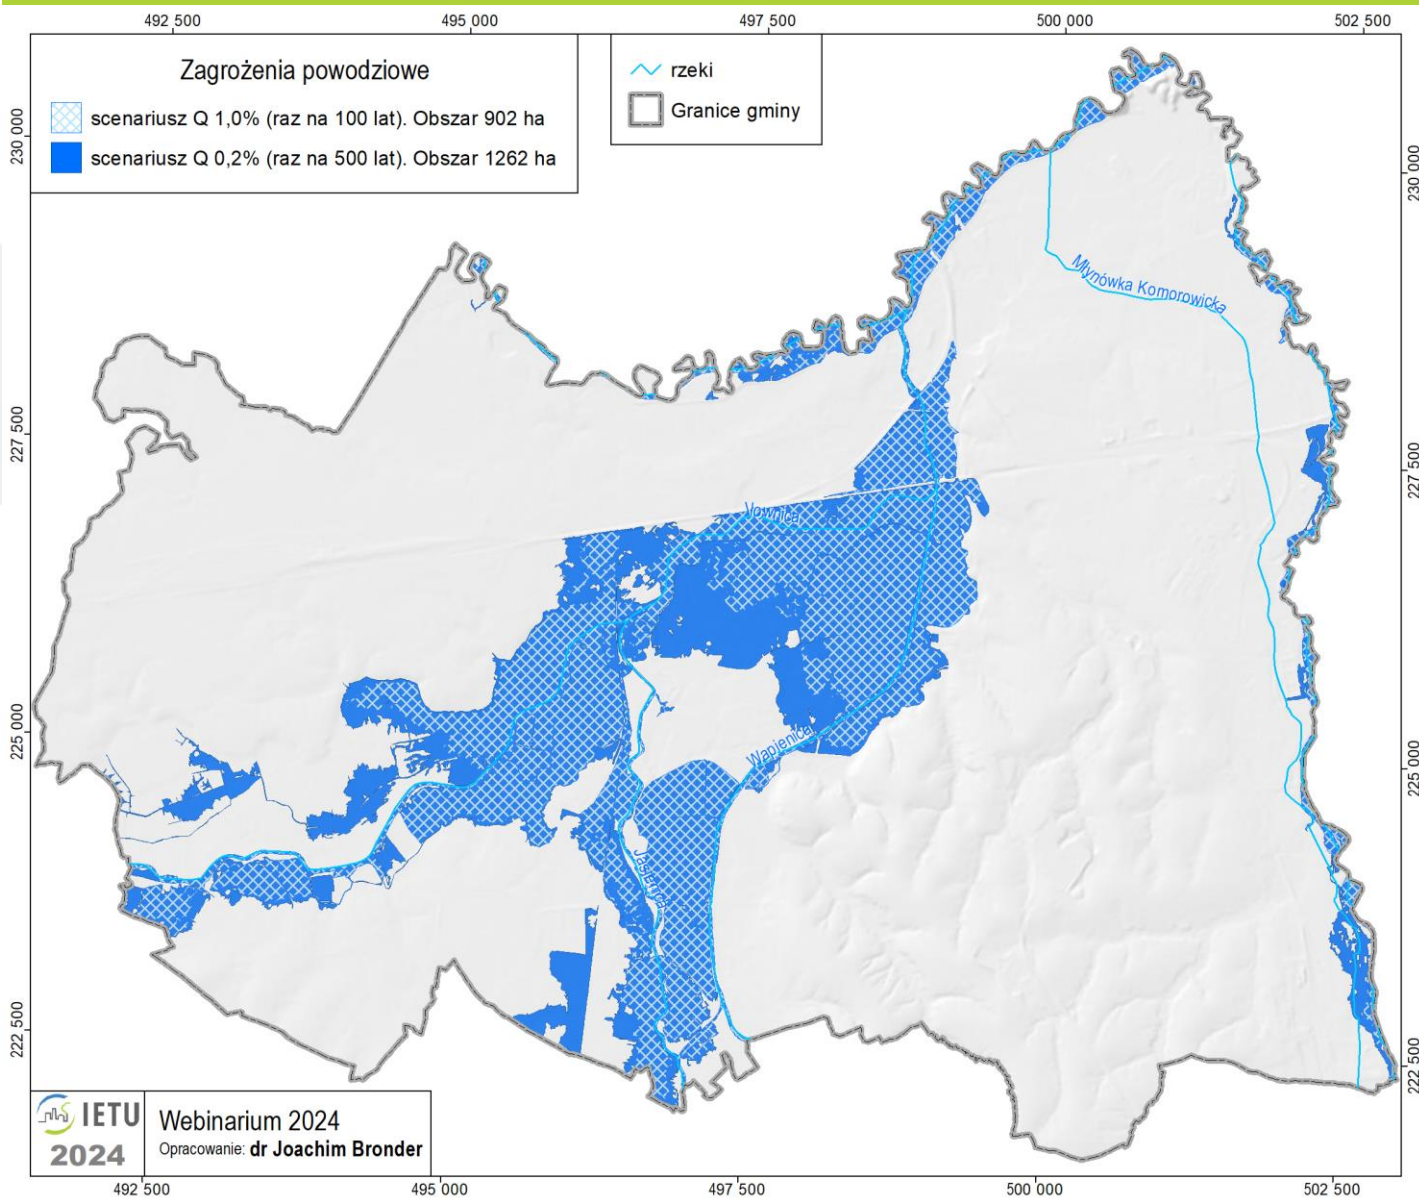 492 500
495 000
497 500
500 000
502 500
Zagrożenia powodziowe
scenariusz Q 1,0% (raz na 100 lat). Obszar 902 ha
scenariusz Q 0,2% (raz na 500 lat). Obszar 1262 ha
rzeki
Granice gminy
230 000
230 000
Młynówka Komorowicka
227 500
227 500
Iłownica
225 000
225 000
Wapienica
Jasienica
222 500
222 500
IETU
2024
Webinarium 2024
Opracowanie: dr Joachim Bronder
492 500
495 000
497 500
500 000
502 500